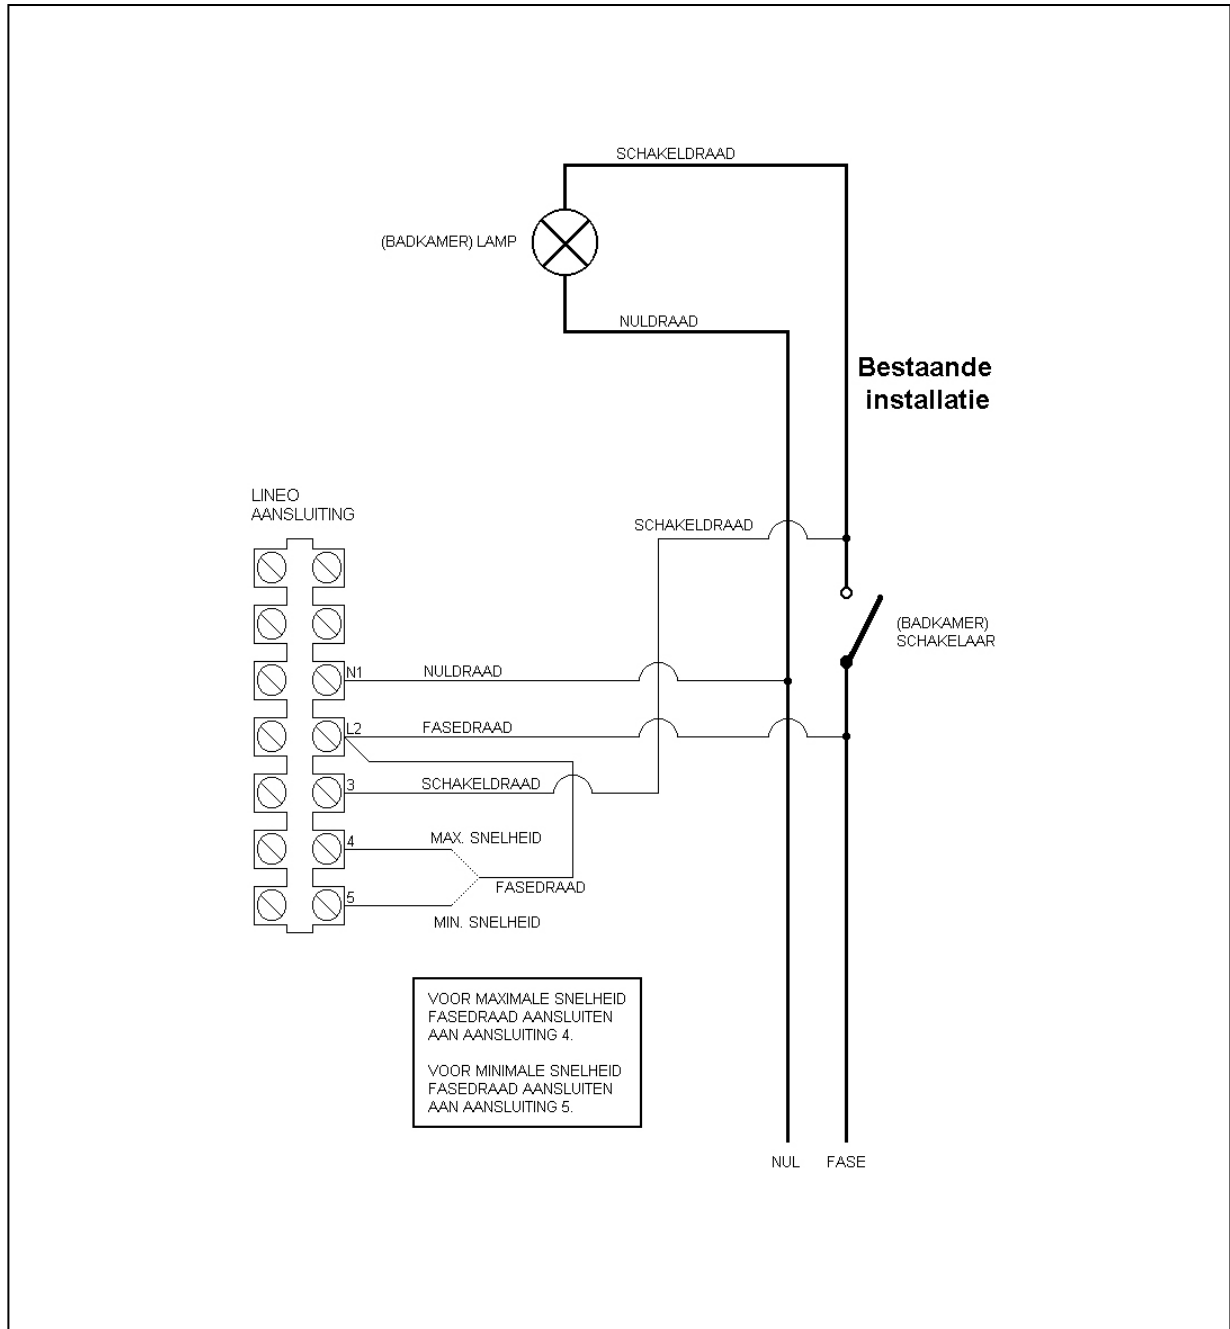 SCHAKELDRAAD
(BADKAMER) LAMP
NULDRAAD
Bestaande
installatie
LINEO
AANSLUITING
SCHAKELDRAAD
(BADKAMER)
SCHAKELAAR
N1
NULDRAAD
L2
FASEDRAAD
3
SCHAKELDRAAD
4
MAX. SNELHEID
FASEDRAAD
5
MIN. SNELHEID
VOOR MAXIMALE SNELHEID
FASEDRAAD AANSLUITEN
AAN AANSLUITING 4.
VOOR MINIMALE SNELHEID
FASEDRAAD AANSLUITEN
AAN AANSLUITING 5.
NUL
FASE